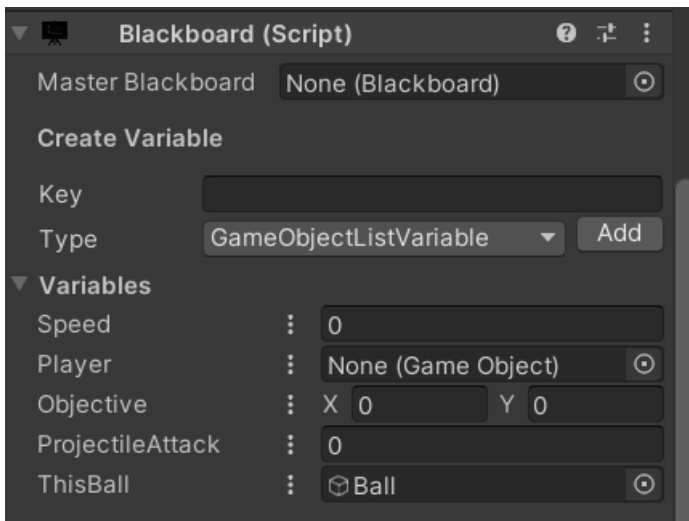 Blackboard (Script)
Master Blackboard None (Blackboard)
Create Variable
Key
Type GameObjectListVariable Add
Variables
Speed 0
Player None (Game Object)
Objective X 0 Y 0
ProjectileAttack 0
ThisBall Ball